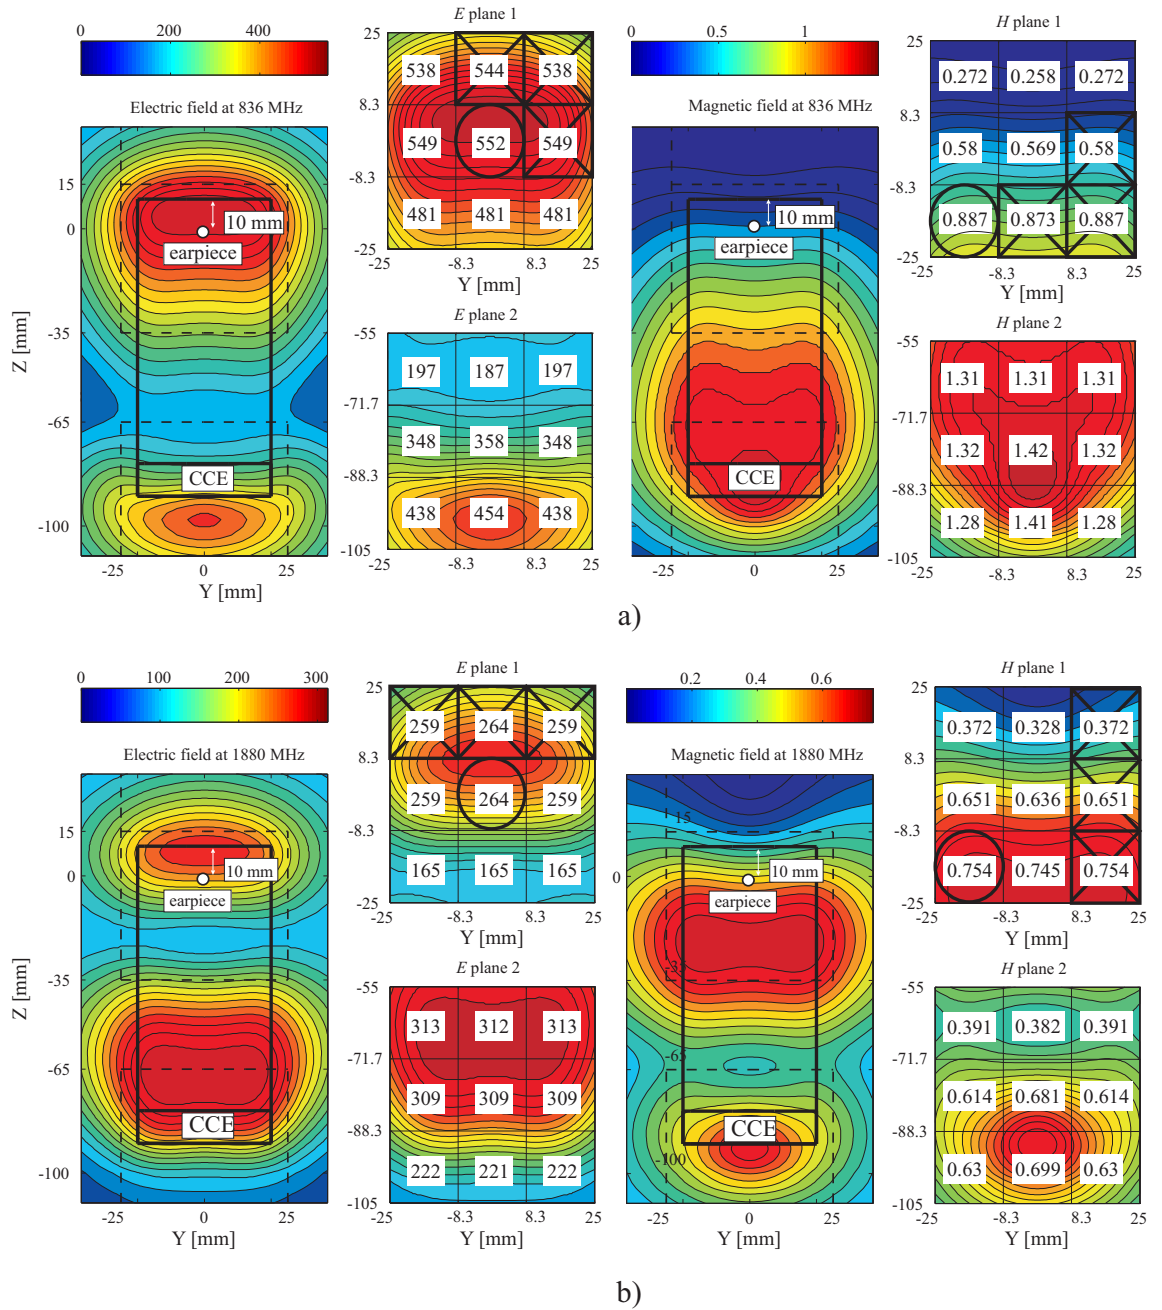 0 200 400
E plane 1
0 0.5 1
H plane 1
Electric field at 836 MHz
Magnetic field at 836 MHz
25
538 544 538
8.3
549 552 549
-8.3
481 481 481
-25
-25 -8.3 8.3 25
Y [mm]
25
0.272 0.258 0.272
8.3
0.58 0.569 0.58
-8.3
0.887 0.873 0.887
-25
-25 -8.3 8.3 25
Y [mm]
15
10 mm
0
earpiece
-35
Z [mm]
-65
CCE
-100
-25 0 25
Y [mm]
E plane 2
-55
197 187 197
-71.7
348 358 348
-88.3
438 454 438
-105
-25 -8.3 8.3 25
10 mm
earpiece
CCE
-25 0 25
Y [mm]
H plane 2
-55
1.31 1.31 1.31
-71.7
1.32 1.42 1.32
-88.3
1.28 1.41 1.28
-105
-25 -8.3 8.3 25
a)
0 100 200 300
E plane 1
0.2 0.4 0.6
H plane 1
Electric field at 1880 MHz
Magnetic field at 1880 MHz
25
259 264 259
8.3
259 264 259
-8.3
165 165 165
-25
-25 -8.3 8.3 25
Y [mm]
25
0.372 0.328 0.372
8.3
0.651 0.636 0.651
-8.3
0.754 0.745 0.754
-25
-25 -8.3 8.3 25
Y [mm]
15
10 mm
0
earpiece
-35
Z [mm]
-65
CCE
-100
-25 0 25
Y [mm]
E plane 2
-55
313 312 313
-71.7
309 309 309
-88.3
222 221 222
-105
-25 -8.3 8.3 25
Y [mm]
-15
10 mm
0
earpiece
-35
-65
CCE
-100
-25 0 25
Y [mm]
H plane 2
-55
0.391 0.382 0.391
-71.7
0.614 0.681 0.614
-88.3
0.63 0.699 0.63
-105
-25 -8.3 8.3 25
Y [mm]
b)